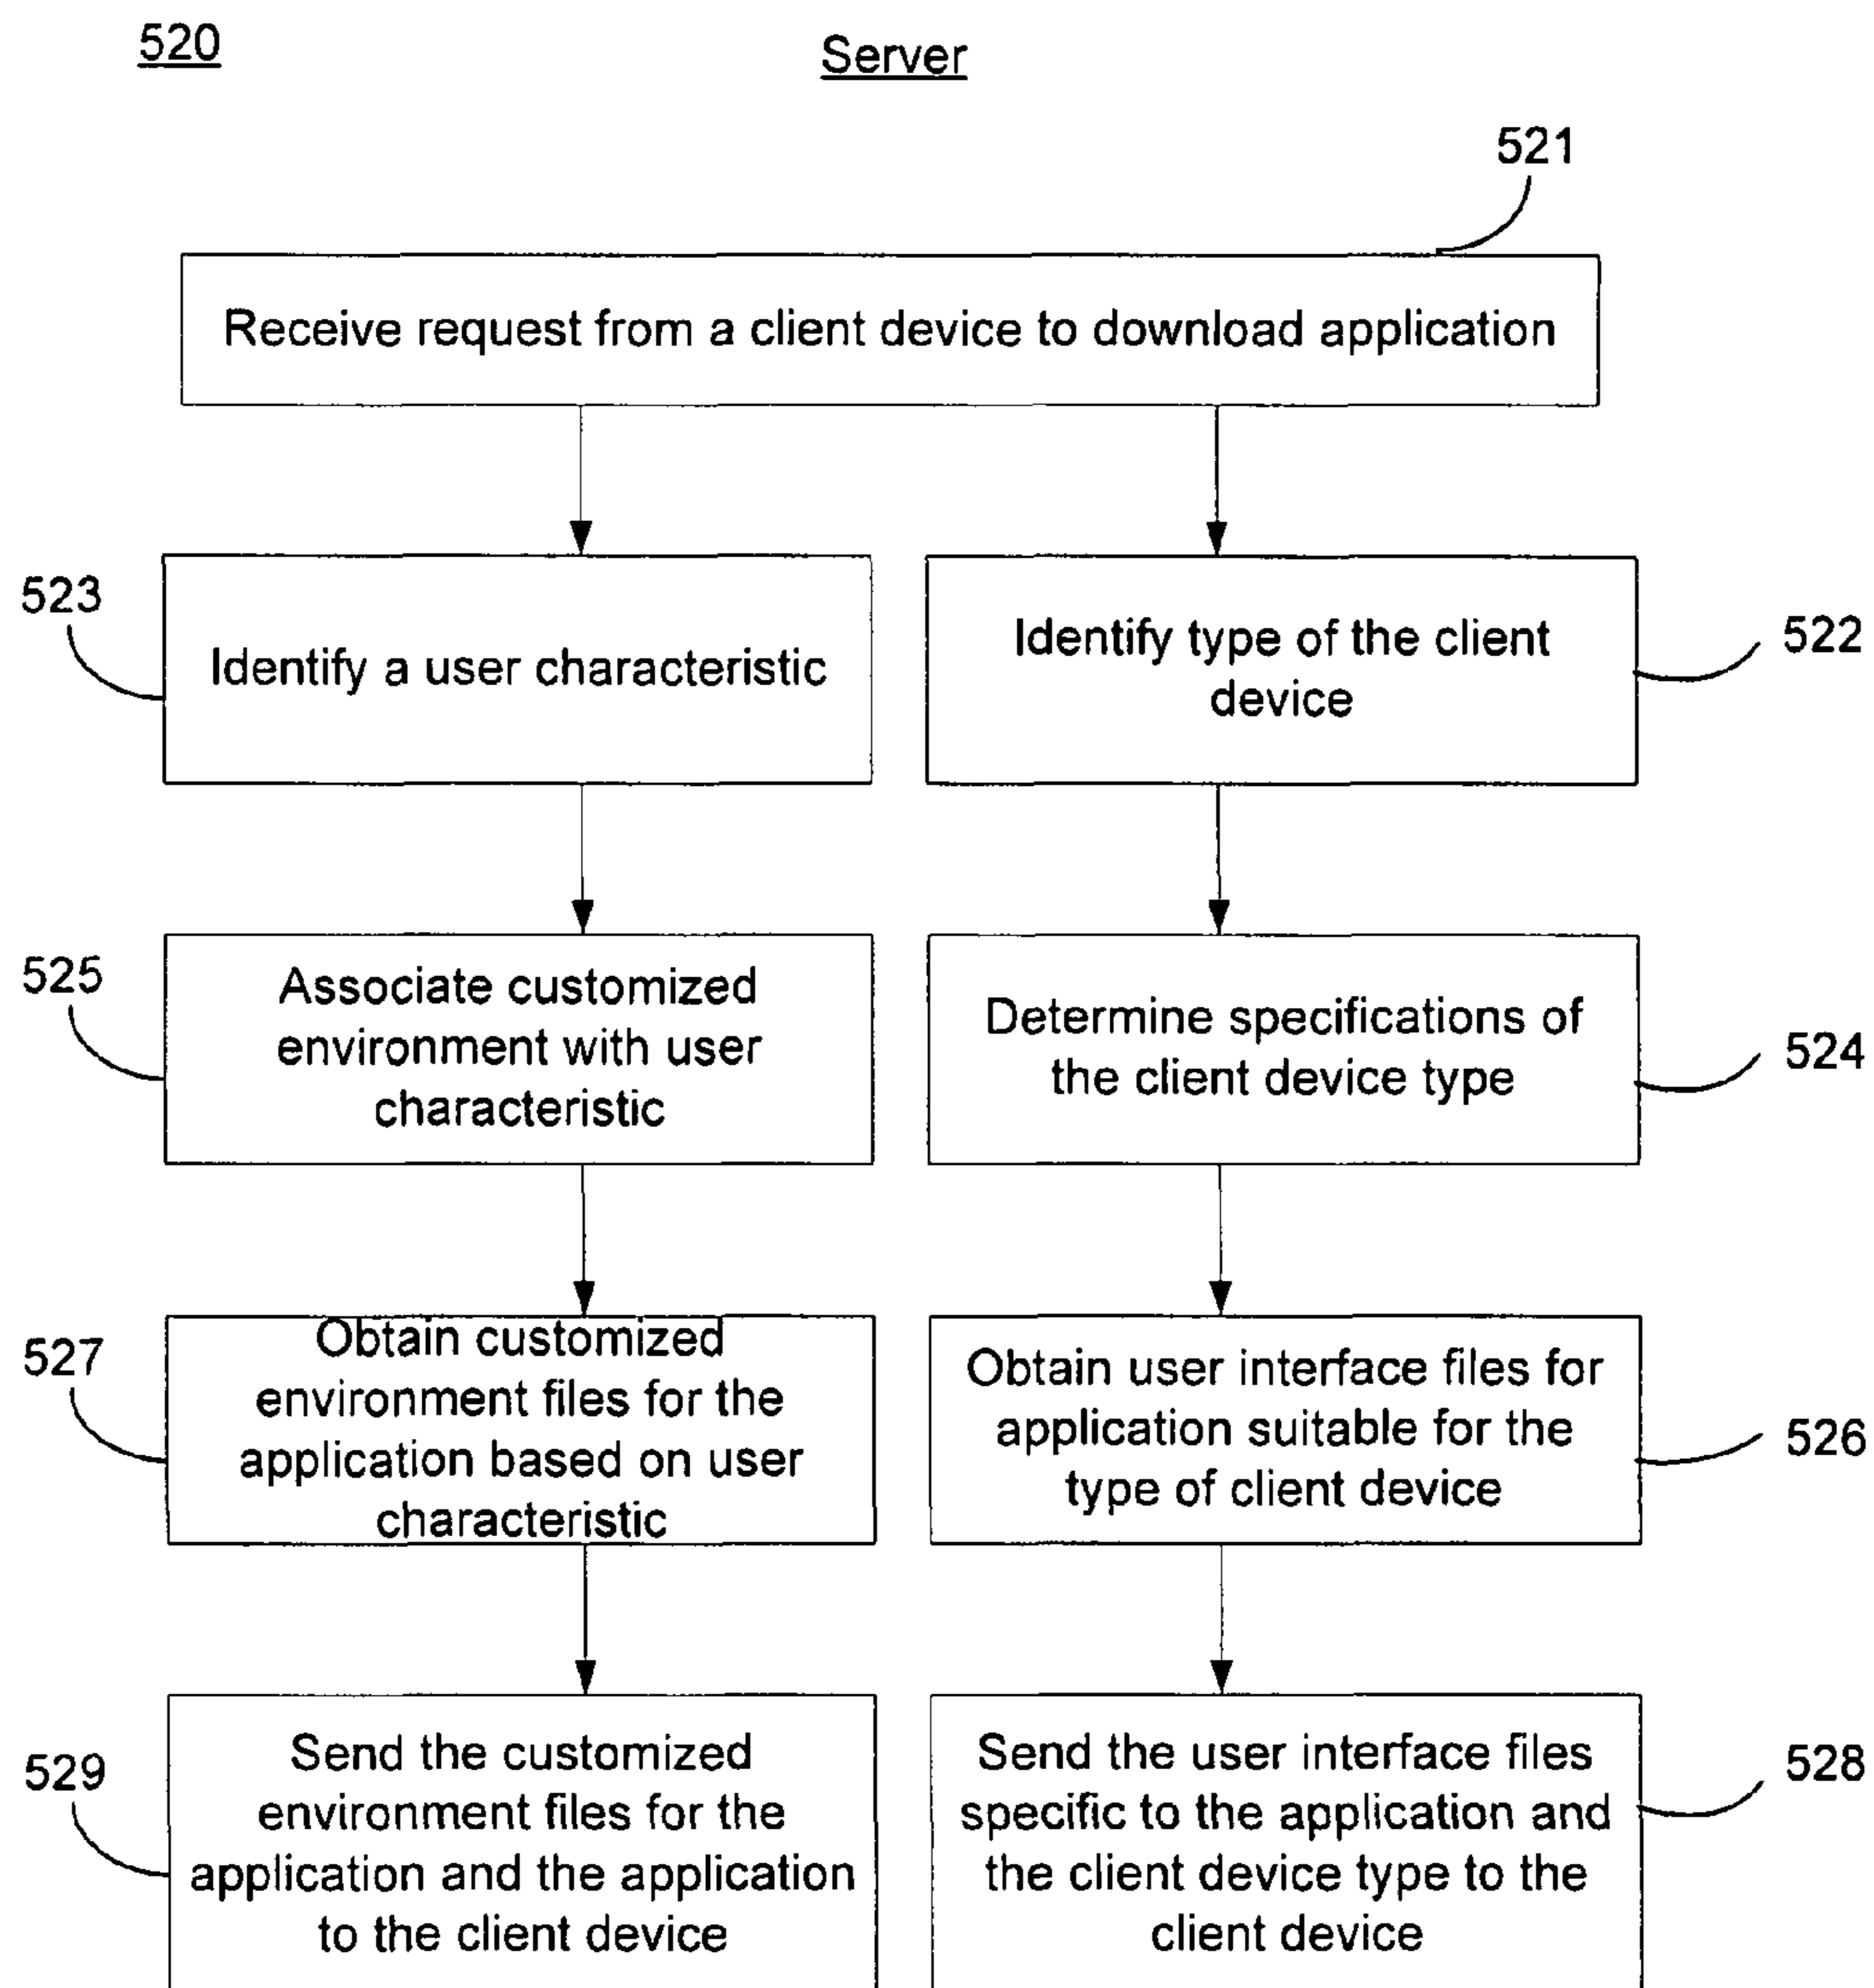 520
Server
521
Receive request from a client device to download application
523
Identify a user characteristic
Identify type of the client
device
522
525
Associate customized
environment with user
characteristic
Determine specifications of
the client device type
524
527
Obtain customized
environment files for the
application based on user
characteristic
Obtain user interface files for
application suitable for the
type of client device
526
529
Send the customized
environment files for the
application and the application
to the client device
Send the user interface files
specific to the application and
the client device type to the
client device
528